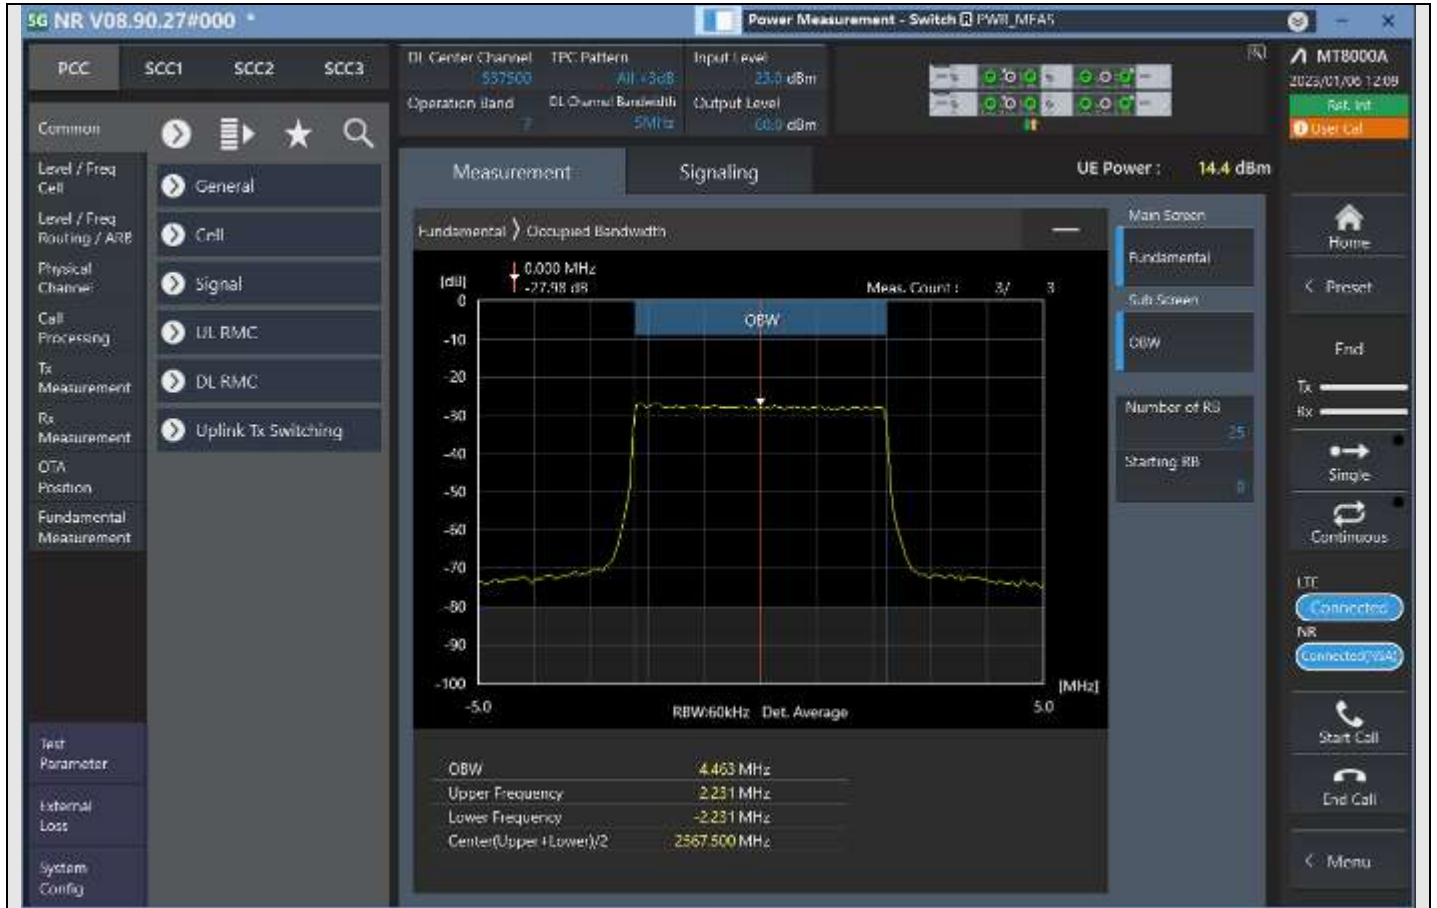 5G NR V08.90.27#000 *
Power Measurement - Switch PWR_MEAS
PCC SCC1 SCC2 SCC3
DL Center Channel TPC Pattern Input Level
537500 All +3dB 23.0 dBm
Operation Band DL Channel Bandwidth Output Level
7 5MHz dBm
MT8000A
2023/01/06 12:09
Ref. Int
User Cal
Common
Level / Freq
Cell
Level / Freq
Routing / ARB
Physical
Channel
Call
Processing
Tx
Measurement
Rx
Measurement
OTA
Position
Fundamental
Measurement
Test
Parameter
External
Loss
System
Config
General
Cell
Signal
UL RMC
DL RMC
Uplink Tx Switching
Measurement Signaling
UE Power : 14.4 dBm
Fundamental Occupied Bandwidth
[dB]
0.000 MHz
-27.98 dB
Meas. Count : 3/ 3
OBW
0
-10
-20
-30
-40
-50
-60
-70
-80
-90
-100
[MHz]
-5.0 5.0
RBW:60kHz Det. Average
OBW 4.463 MHz
Upper Frequency 2.231 MHz
Lower Frequency -2.231 MHz
Center(Upper+Lower)/2 2567.500 MHz
Main Screen
Fundamental
Sub Screen
OBW
Number of RB
25
Starting RB
0
Home
Preset
End
Tx
Rx
Single
Continuous
LTE
Connected
NR
Connected(NSA)
Start Call
End Call
Menu